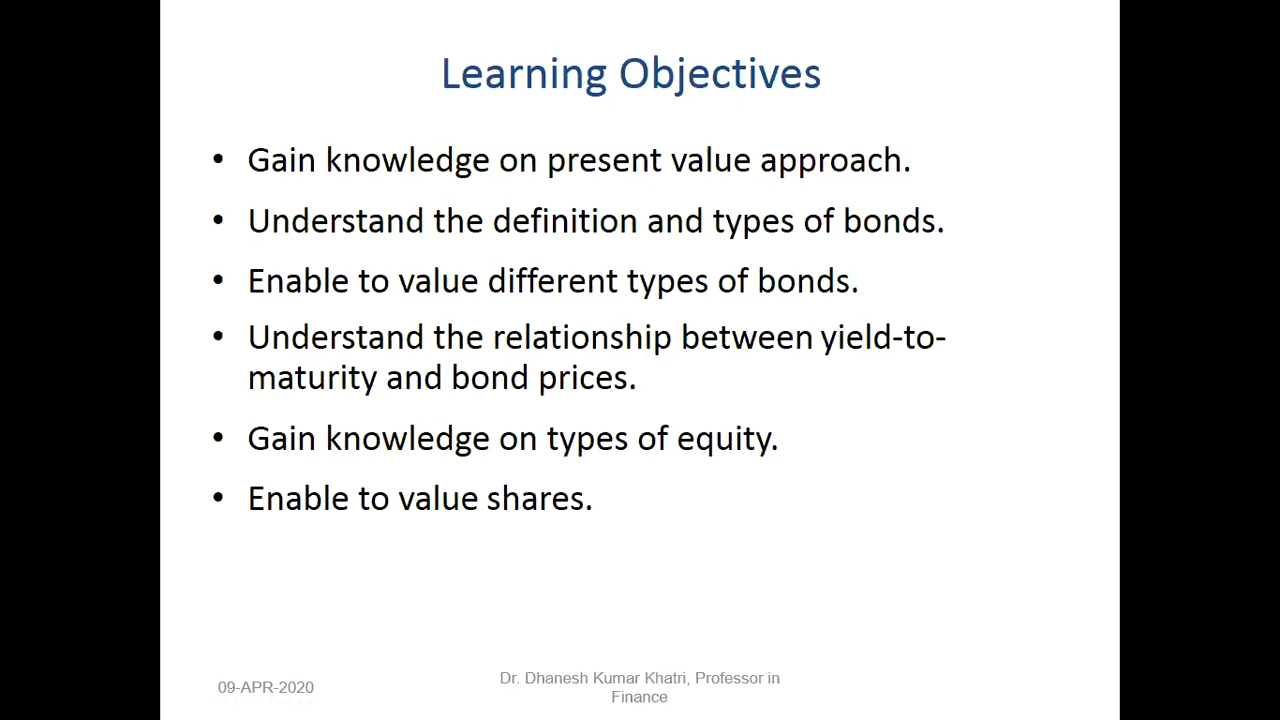 Learning Objectives
• Gain knowledge on present value approach.
• Understand the definition and types of bonds.
• Enable to value different types of bonds.
• Understand the relationship between yield-to-
maturity and bond prices.
• Gain knowledge on types of equity.
• Enable to value shares.
09-APR-2020
Dr. Dhanesh Kumar Khatri, Professor in
Finance